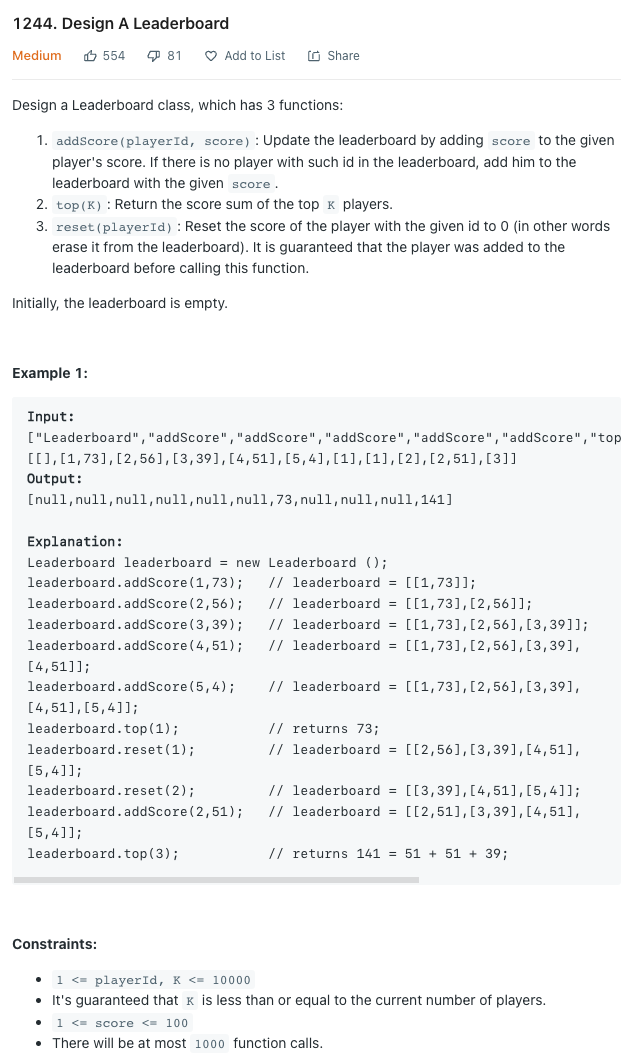 1244. Design A Leaderboard
Medium 554 81 Add to List Share
Design a Leaderboard class, which has 3 functions:
1. addScore(playerId, score) : Update the leaderboard by adding score to the given
player's score. If there is no player with such id in the leaderboard, add him to the
leaderboard with the given score .
2. top(K) : Return the score sum of the top K players.
3. reset(playerId) : Reset the score of the player with the given id to 0 (in other words
erase it from the leaderboard). It is guaranteed that the player was added to the
leaderboard before calling this function.
Initially, the leaderboard is empty.
Example 1:
Input:
["Leaderboard","addScore","addScore","addScore","addScore","addScore","top
[[],[1,73],[2,56],[3,39],[4,51],[5,4],[1],[1],[2],[2,51],[3]]
Output:
[null,null,null,null,null,null,73,null,null,null,141]
Explanation:
Leaderboard leaderboard = new Leaderboard ();
leaderboard.addScore(1,73);   // leaderboard = [[1,73]];
leaderboard.addScore(2,56);   // leaderboard = [[1,73],[2,56]];
leaderboard.addScore(3,39);   // leaderboard = [[1,73],[2,56],[3,39]];
leaderboard.addScore(4,51);   // leaderboard = [[1,73],[2,56],[3,39],
[4,51]];
leaderboard.addScore(5,4);    // leaderboard = [[1,73],[2,56],[3,39],
[4,51],[5,4]];
leaderboard.top(1);           // returns 73;
leaderboard.reset(1);         // leaderboard = [[2,56],[3,39],[4,51],
[5,4]];
leaderboard.reset(2);         // leaderboard = [[3,39],[4,51],[5,4]];
leaderboard.addScore(2,51);   // leaderboard = [[2,51],[3,39],[4,51],
[5,4]];
leaderboard.top(3);           // returns 141 = 51 + 51 + 39;
Constraints:
• 1 <= playerId, K <= 10000
• It's guaranteed that K is less than or equal to the current number of players.
• 1 <= score <= 100
• There will be at most 1000 function calls.